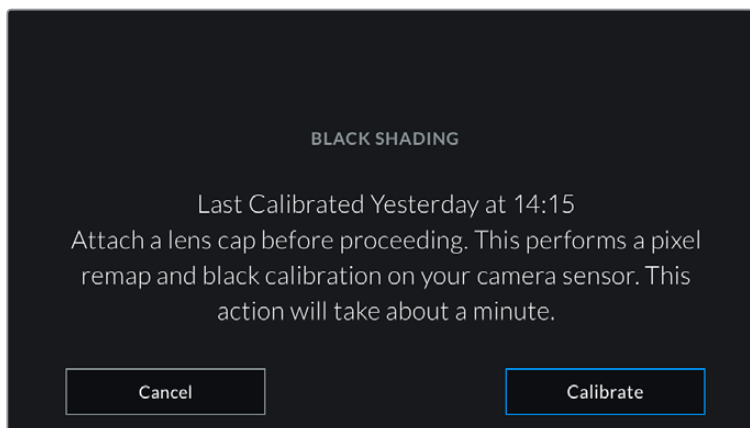 BLACK SHADING
Last Calibrated Yesterday at 14:15
Attach a lens cap before proceeding. This performs a pixel
remap and black calibration on your camera sensor. This
action will take about a minute.
Cancel
Calibrate